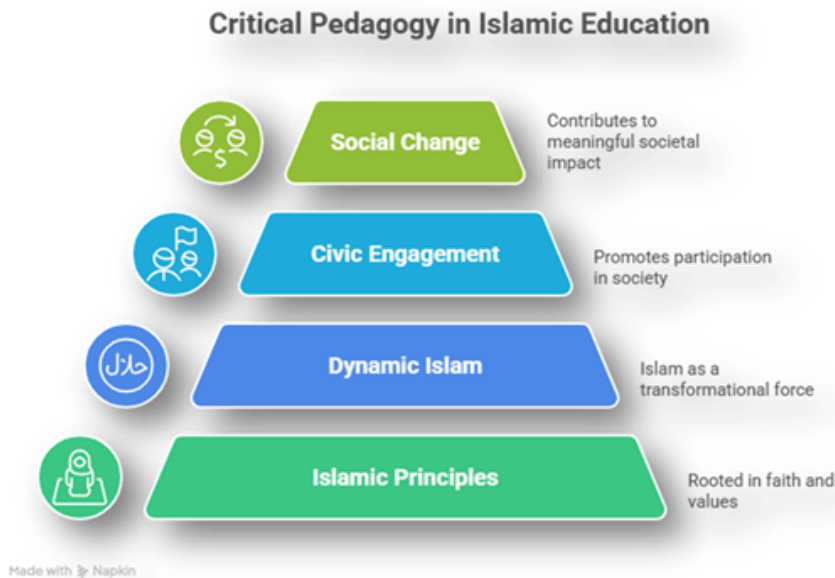 Critical Pedagogy in Islamic Education
Social Change
Contributes to
meaningful societal
impact
$
Civic Engagement
Promotes participation
in society
حلال
Dynamic Islam
Islam as a
transformational force
Islamic Principles
Rooted in faith and
values
Made with Napkin